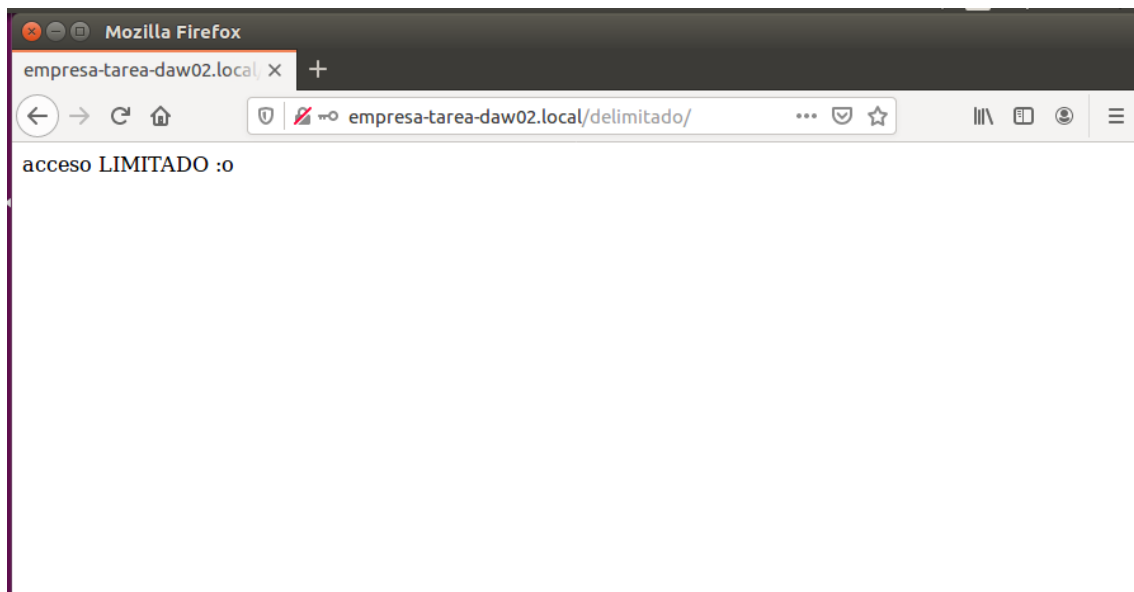 Mozilla Firefox
empresa-tarea-daw02.local/
empresa-tarea-daw02.local/delimitado/
acceso LIMITADO :o